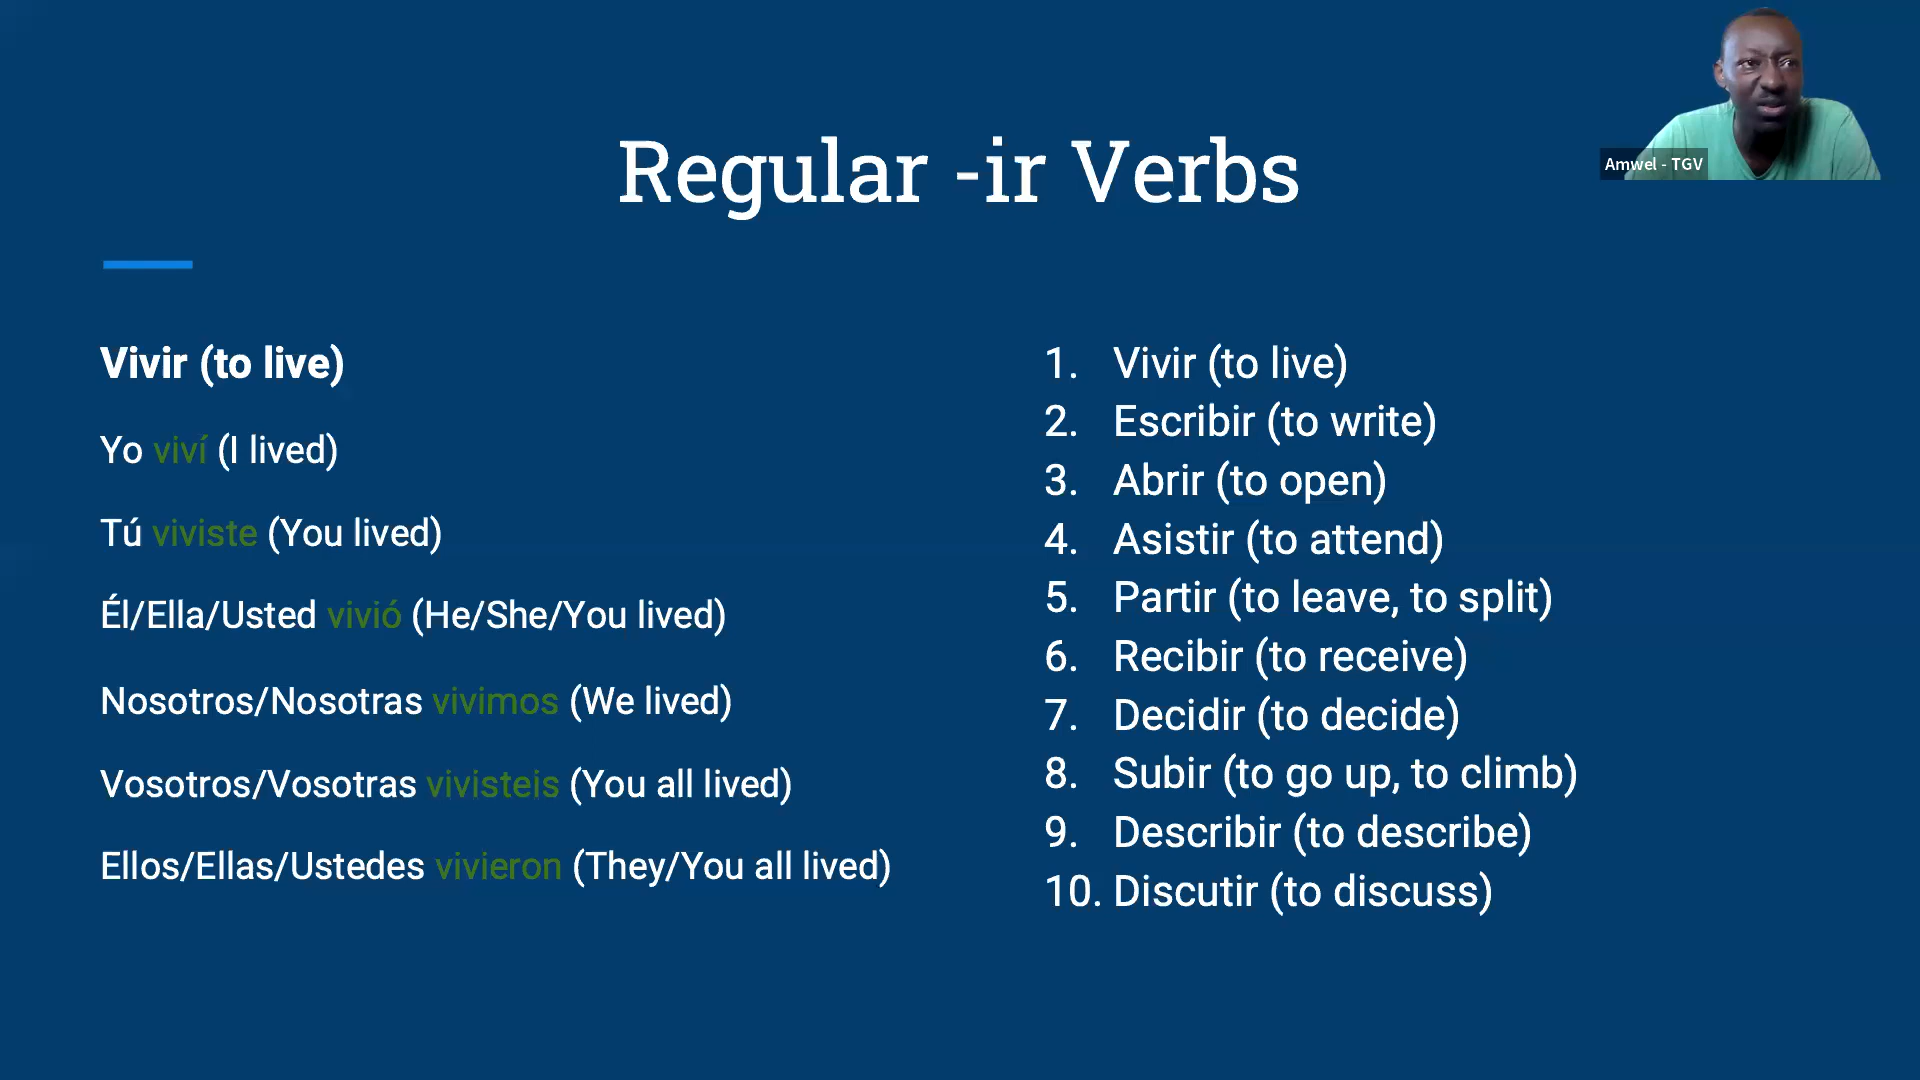 Regular -ir Verbs
Amwel - TGV
Vivir (to live)
Yo viví (I lived)
Tú viviste (You lived)
Él/Ella/Usted vivió (He/She/You lived)
Nosotros/Nosotras vivimos (We lived)
Vosotros/Vosotras vivisteis (You all lived)
Ellos/Ellas/Ustedes vivieron (They/You all lived)
1. Vivir (to live)
2. Escribir (to write)
3. Abrir (to open)
4. Asistir (to attend)
5. Partir (to leave, to split)
6. Recibir (to receive)
7. Decidir (to decide)
8. Subir (to go up, to climb)
9. Describir (to describe)
10. Discutir (to discuss)